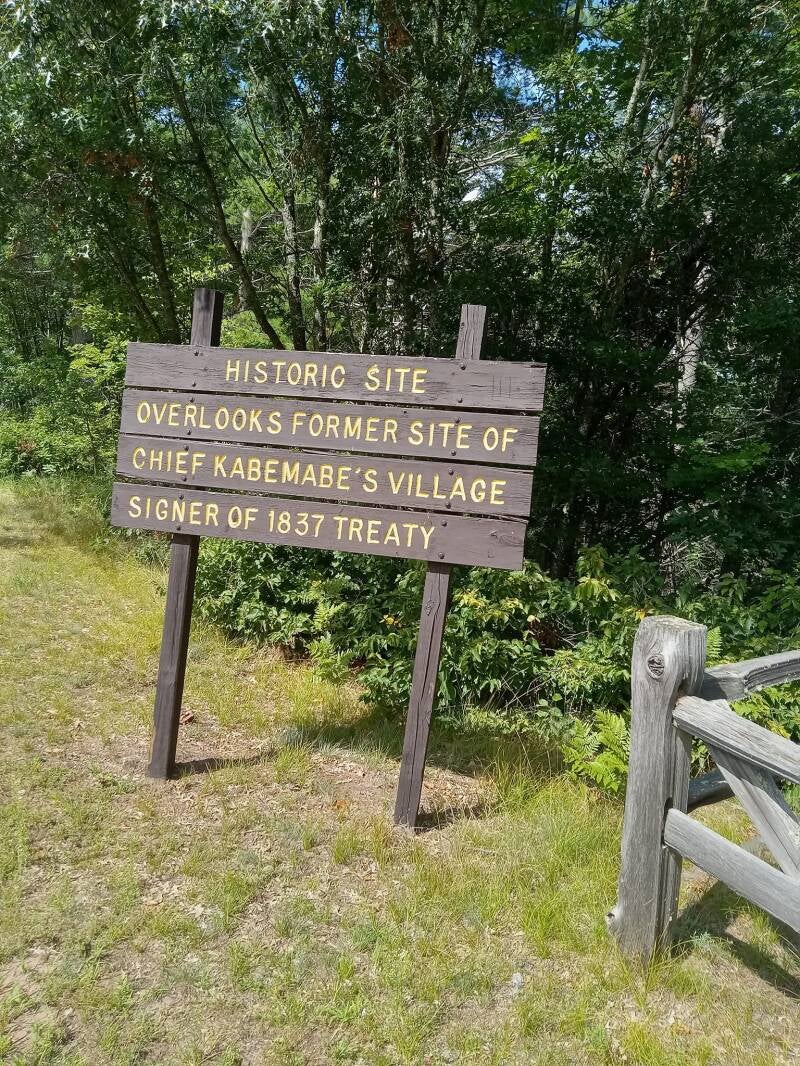 HISTORIC SITE
OVERLOOKS FORMER SITE OF
CHIEF KABEMABE'S VILLAGE
SIGNER OF 1837 TREATY